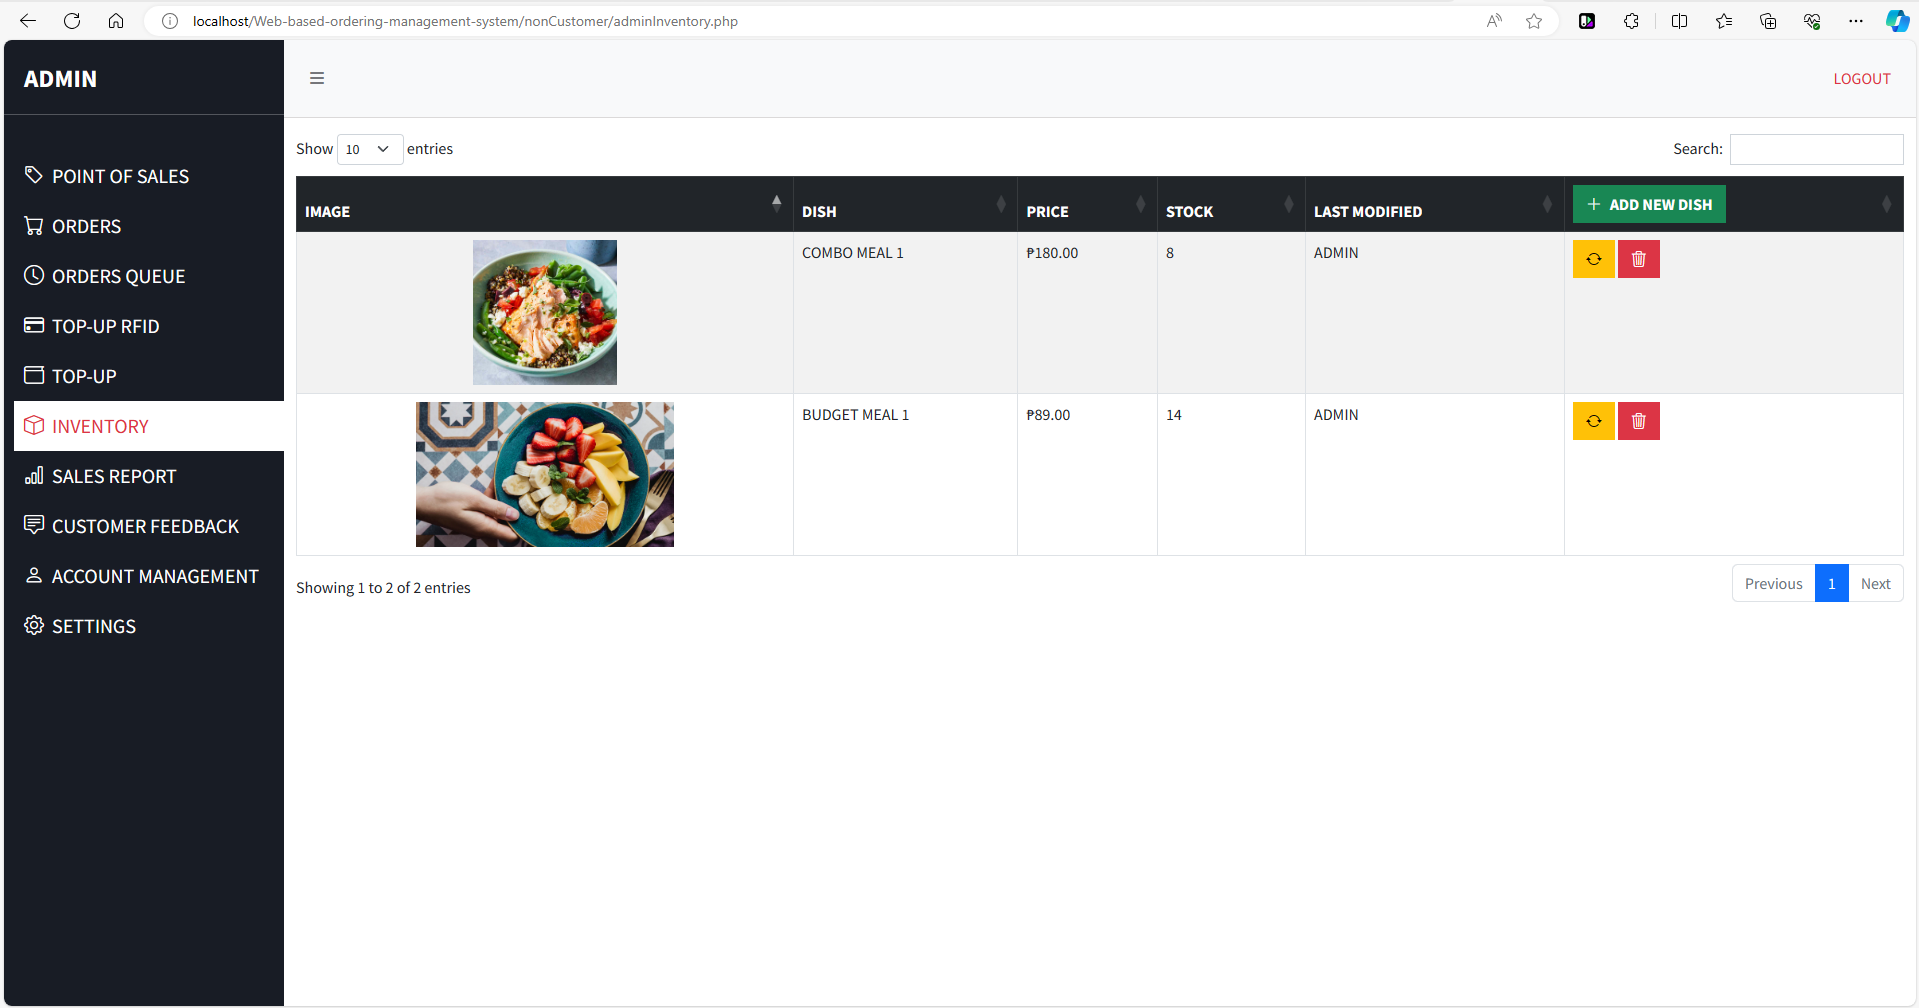 localhost/Web-based-ordering-management-system/nonCustomer/adminInventory.php
ADMIN
LOGOUT
POINT OF SALES
ORDERS
ORDERS QUEUE
TOP-UP RFID
TOP-UP
INVENTORY
SALES REPORT
CUSTOMER FEEDBACK
ACCOUNT MANAGEMENT
SETTINGS
Show 10 entries
Search:
IMAGE DISH PRICE STOCK LAST MODIFIED + ADD NEW DISH
COMBO MEAL 1 ₱180.00 8 ADMIN
BUDGET MEAL 1 ₱89.00 14 ADMIN
Showing 1 to 2 of 2 entries
Previous 1 Next